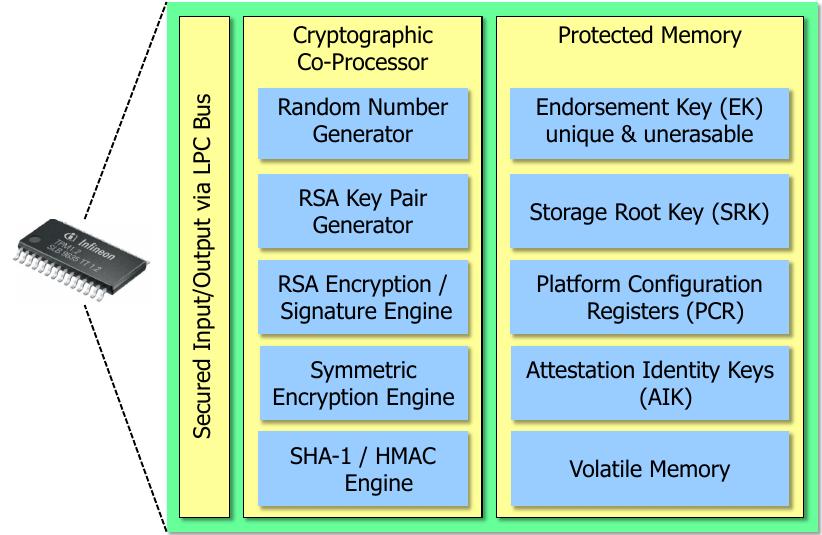 Secured Input/Output via LPC Bus
Cryptographic
Co-Processor
Random Number
Generator
RSA Key Pair
Generator
RSA Encryption /
Signature Engine
Symmetric
Encryption Engine
SHA-1 / HMAC
Engine
Protected Memory
Endorsement Key (EK)
unique & unerasable
Storage Root Key (SRK)
Platform Configuration
Registers (PCR)
Attestation Identity Keys
(AIK)
Volatile Memory
Infineon
TPM1.2
SLB 9635 TT 1.2